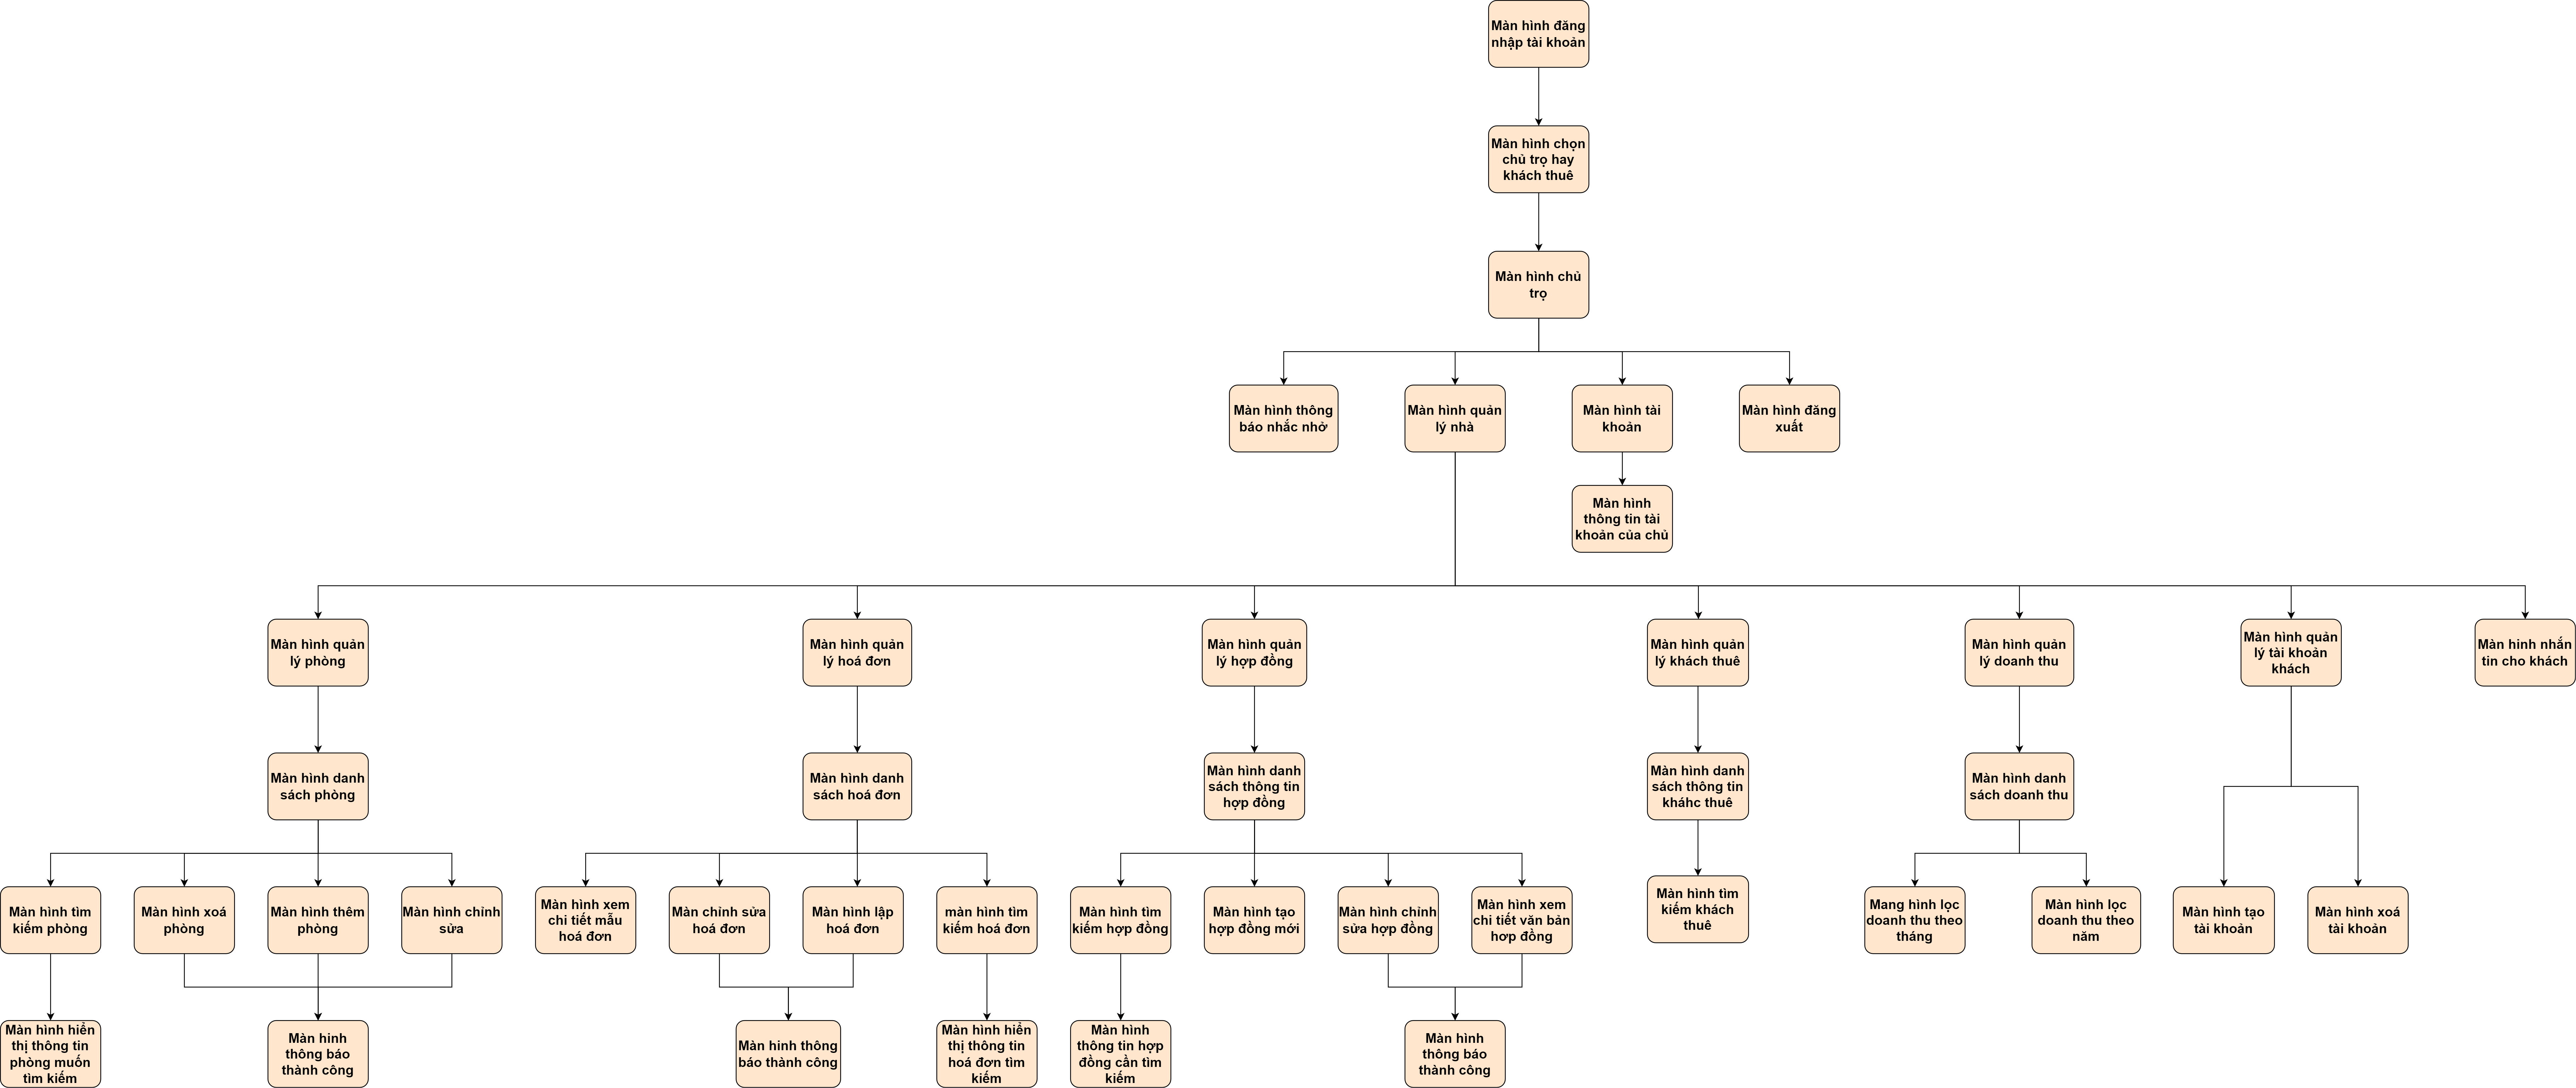 Màn hình đăng
nhập tài khoản
Màn hình chọn
chủ trọ hay
khách thuê
Màn hình chủ
trọ
Màn hình thông
báo nhắc nhở
Màn hình quản
lý nhà
Màn hình tài
khoản
Màn hình đăng
xuất
Màn hình
thông tin tài
khoản của chủ
Màn hình quản
lý phòng
Màn hình quản
lý hoá đơn
Màn hình quản
lý hợp đồng
Màn hình quản
lý khách thuê
Màn hình quản
lý doanh thu
Màn hình quản
lý tài khoản
khách
Màn hinh nhắn
tin cho khách
Màn hình danh
sách phòng
Màn hình danh
sách hoá đơn
Màn hình danh
sách thông tin
hợp đồng
Màn hình danh
sách thông tin
kháhc thuê
Màn hình danh
sách doanh thu
Màn hình tìm
kiếm phòng
Màn hình xoá
phòng
Màn hình thêm
phòng
Màn hình chỉnh
sửa
Màn hình xem
chi tiết mẫu
hoá đơn
Màn chỉnh sửa
hoá đơn
Màn hình lập
hoá đơn
màn hình tìm
kiếm hoá đơn
Màn hình tìm
kiếm hợp đồng
Màn hình tạo
hợp đồng mới
Màn hình chỉnh
sửa hợp đồng
Màn hình xem
chi tiết văn bản
hơp đồng
Màn hình tìm
kiếm khách
thuê
Mang hình lọc
doanh thu theo
tháng
Màn hình lọc
doanh thu theo
năm
Màn hình tạo
tài khoản
Màn hình xoá
tài khoản
Màn hình hiển
thị thông tin
phòng muốn
tìm kiếm
Màn hinh
thông báo
thành công
Màn hinh thông
báo thành công
Màn hình hiển
thị thông tin
hoá đơn tìm
kiếm
Màn hình
thông tin hợp
đồng cần tìm
kiếm
Màn hình
thông báo
thành công